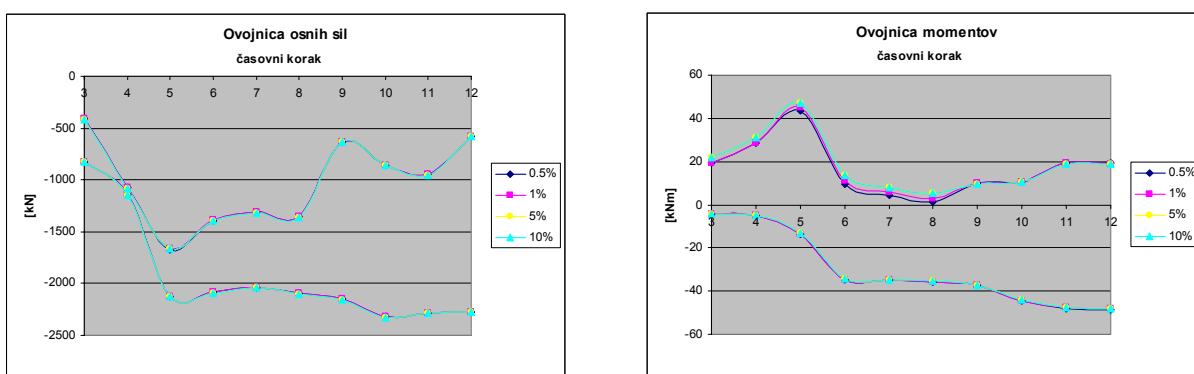 Ovojnica osnih sil
časovni korak
0
-500
-1000
-1500
-2000
-2500
3 4 5 6 7 8 9 10 11 12
[kN]
0.5%
1%
5%
10%
Ovojnica momentov
časovni korak
60
40
20
0
-20
-40
-60
3 4 5 6 7 8 9 10 11 12
[kNm]
0.5%
1%
5%
10%